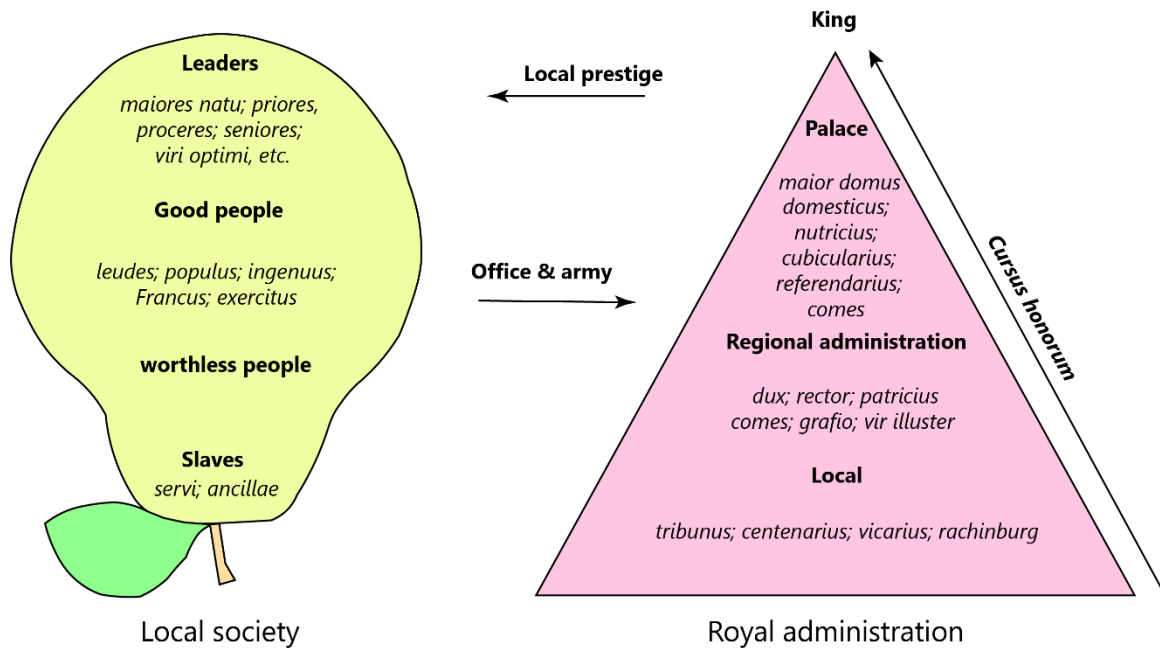 Leaders
maiores natu; priores,
proceres; seniores;
viri optimi, etc.
Good people
leudes; populus; ingenuus;
Francus; exercitus
worthless people
Slaves
servi; ancillae
Local society
Local prestige
Office & army
King
Palace
maior domus
domesticus;
nutricius;
cubicularius;
referendarius;
comes
Regional administration
dux; rector; patricius
comes; grafio; vir illuster
Local
tribunus; centenarius; vicarius; rachinburg
Cursus honorum
Royal administration